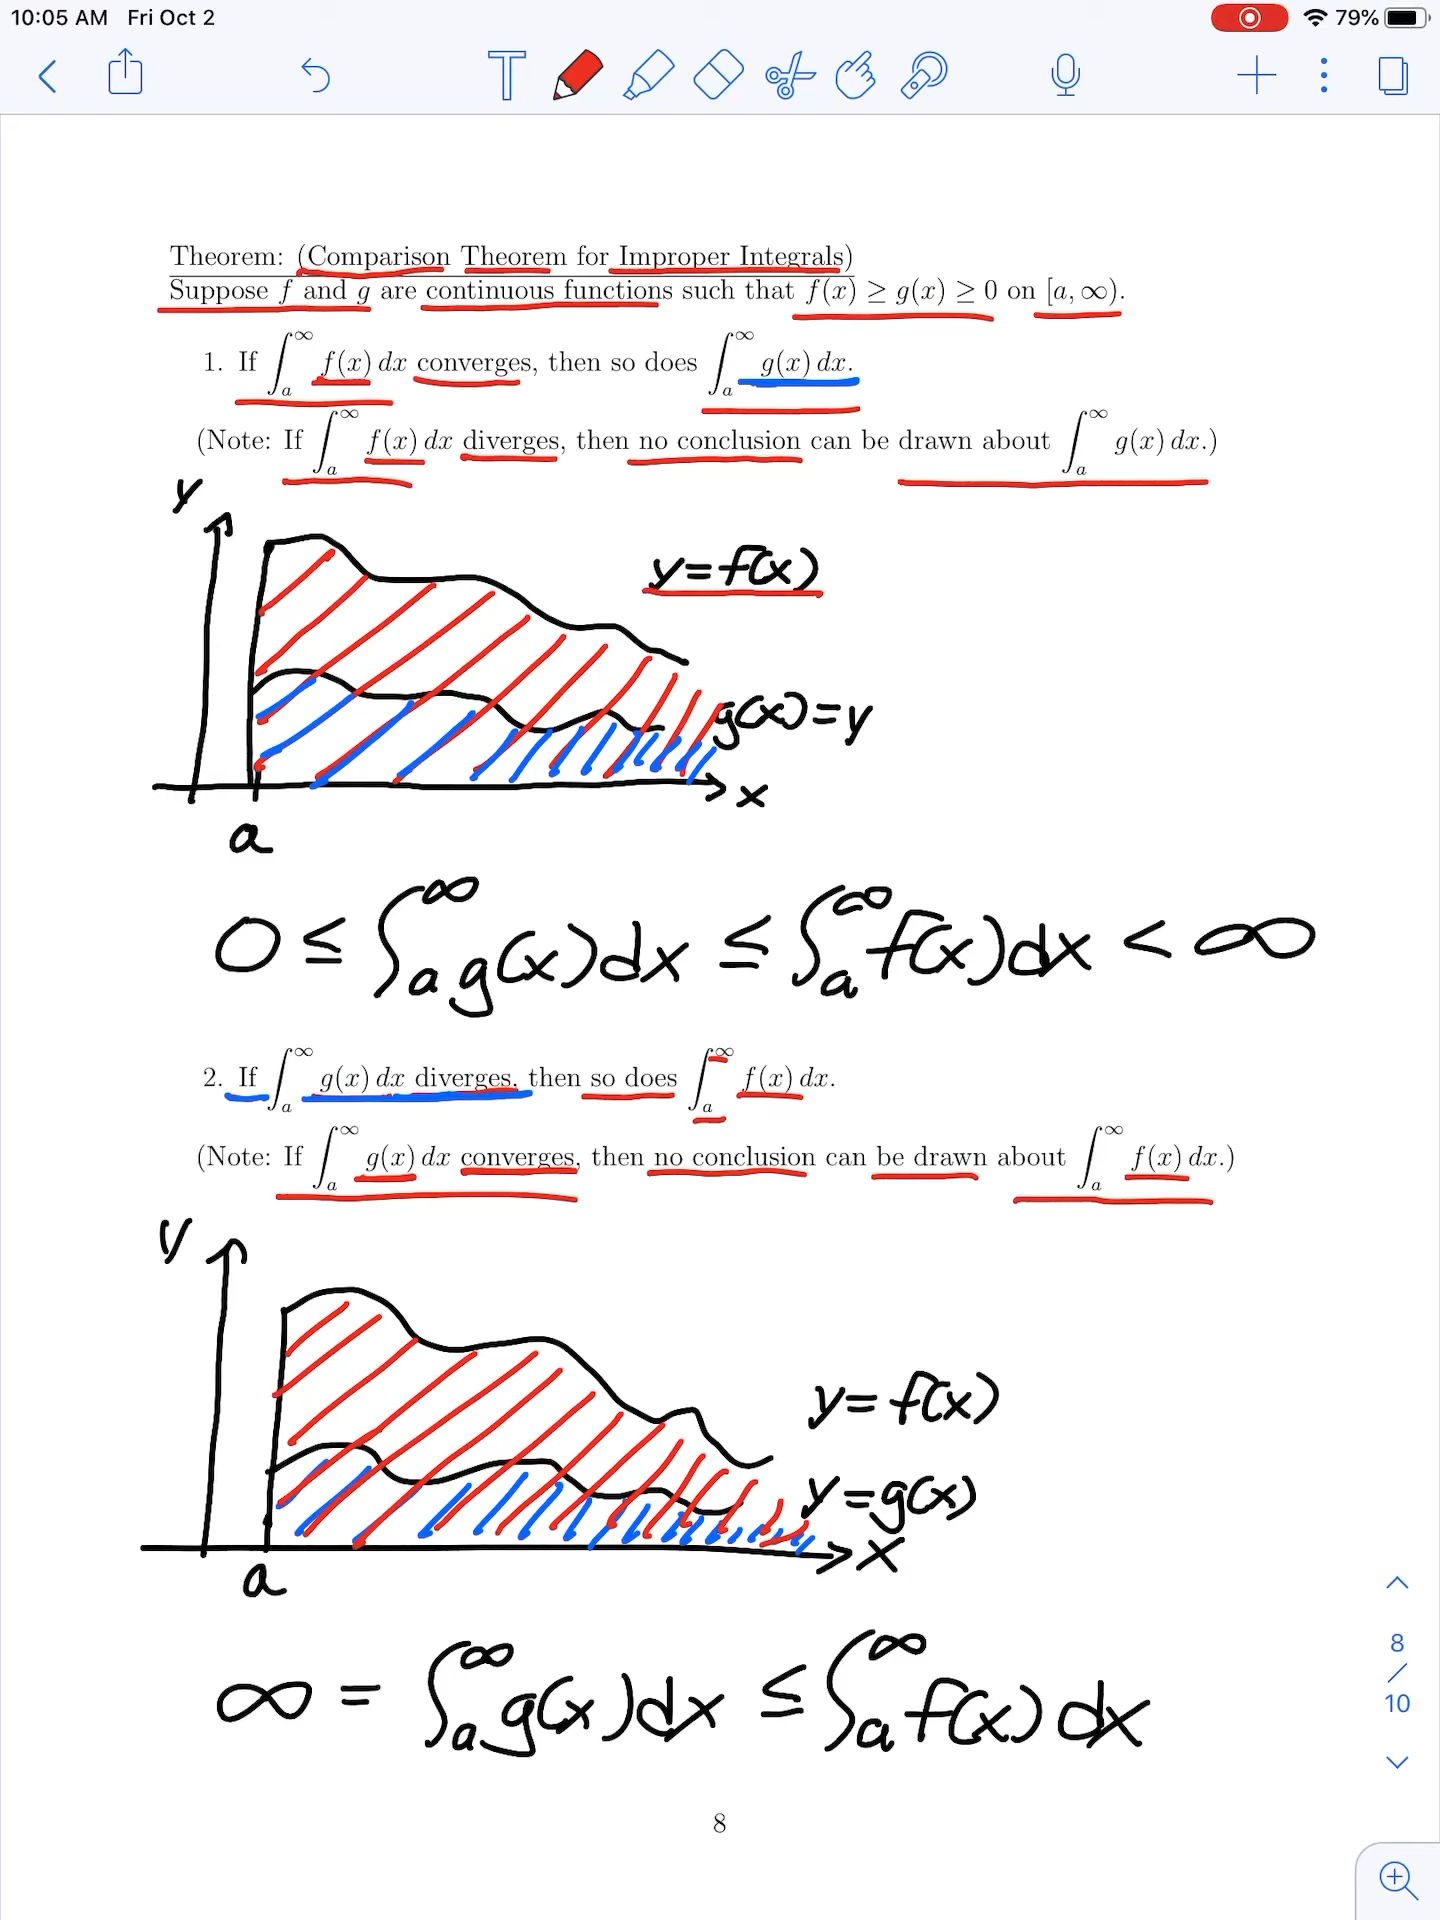 10:05 AM Fri Oct 2
79%
Theorem: (Comparison Theorem for Improper Integrals)
Suppose f and g are continuous functions such that f(x) ≥ g(x) ≥ 0 on [a, ∞).
1. If ∫_a^∞ f(x) dx converges, then so does ∫_a^∞ g(x) dx.
(Note: If ∫_a^∞ f(x) dx diverges, then no conclusion can be drawn about ∫_a^∞ g(x) dx.)
y
y = f(x)
g(x) = y
x
a
0 ≤ ∫_a^∞ g(x) dx ≤ ∫_a^∞ f(x) dx < ∞
2. If ∫_a^∞ g(x) dx diverges, then so does ∫_a^∞ f(x) dx.
(Note: If ∫_a^∞ g(x) dx converges, then no conclusion can be drawn about ∫_a^∞ f(x) dx.)
y
y = f(x)
y = g(x)
x
a
8
/
10
∞ = ∫_a^∞ g(x) dx ≤ ∫_a^∞ f(x) dx
8